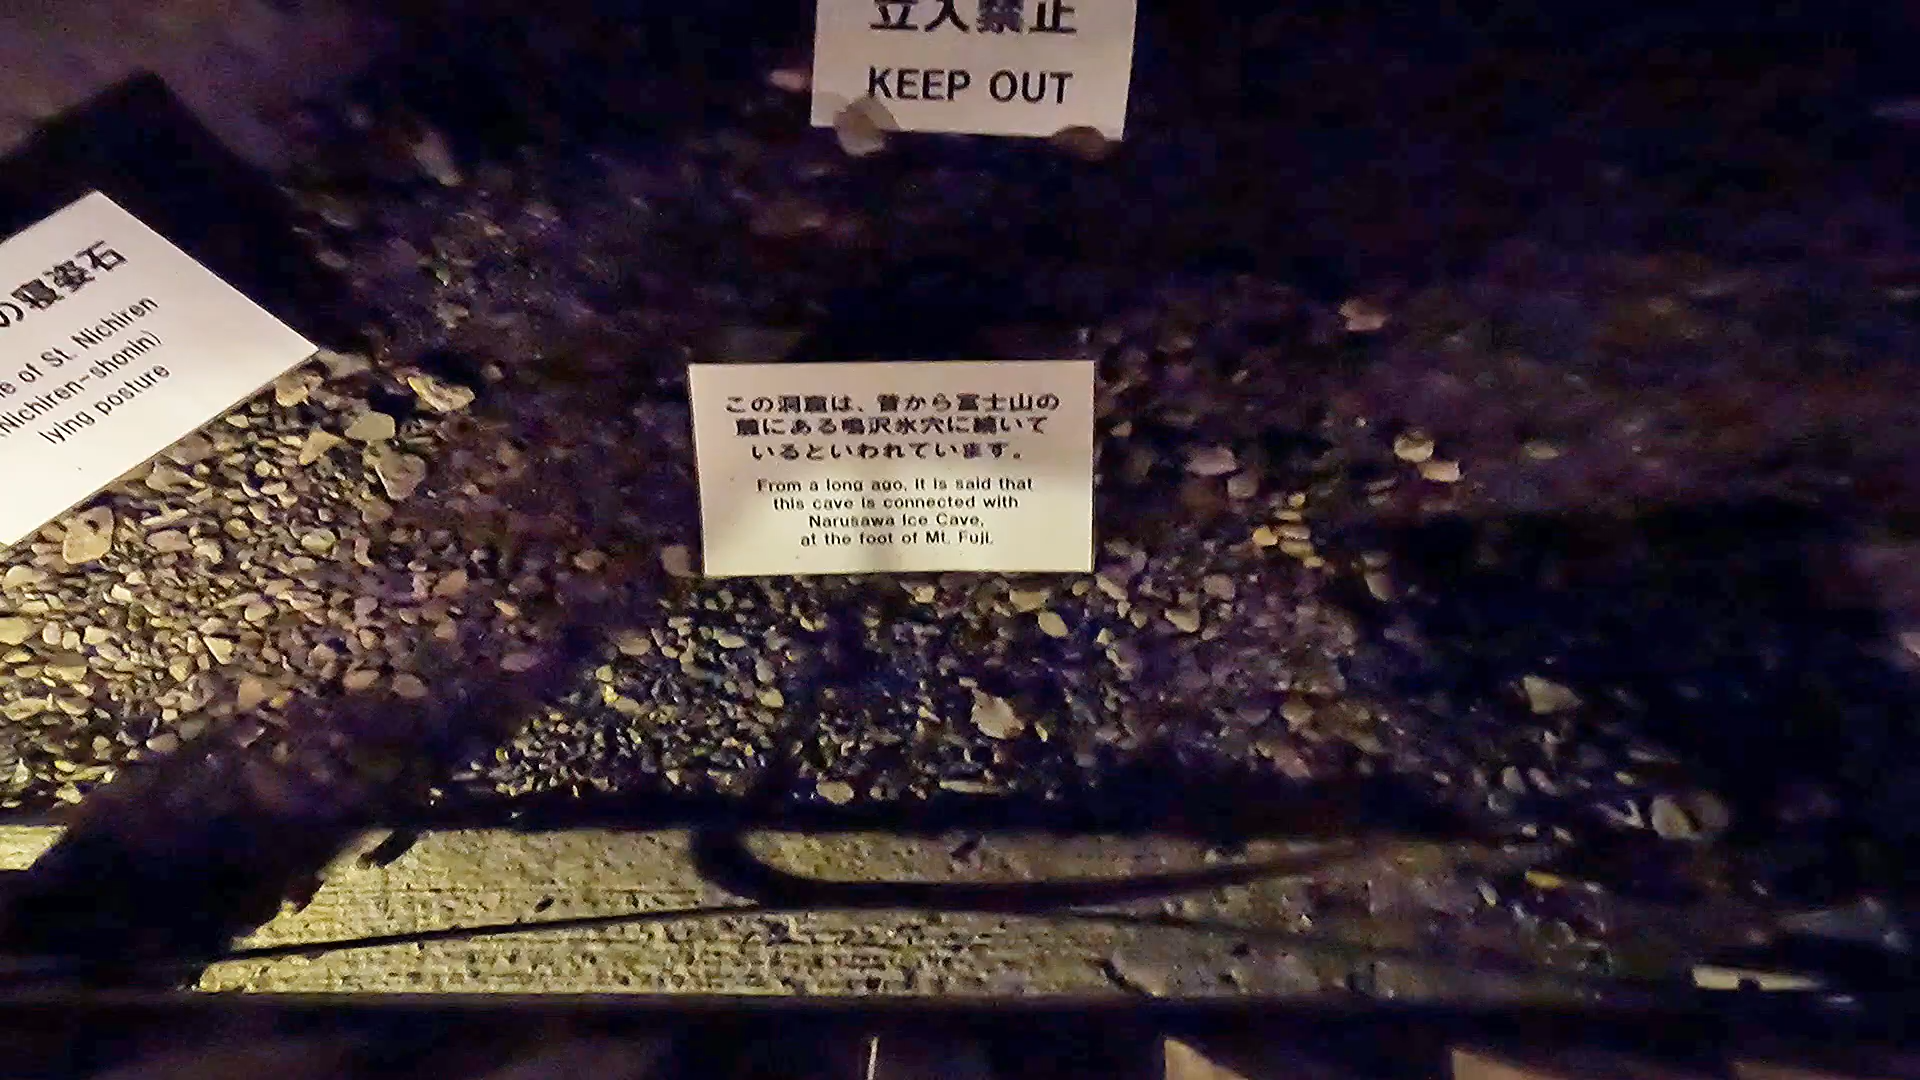 立入禁止
KEEP OUT
の寝姿石
e of St. Nichiren
(Nichiren-shonin)
lying posture
この洞窟は、昔から富士山の
麓にある鳴沢氷穴に続いて
いるといわれています。
From a long ago, it is said that
this cave is connected with
Narusawa Ice Cave,
at the foot of Mt. Fuji.